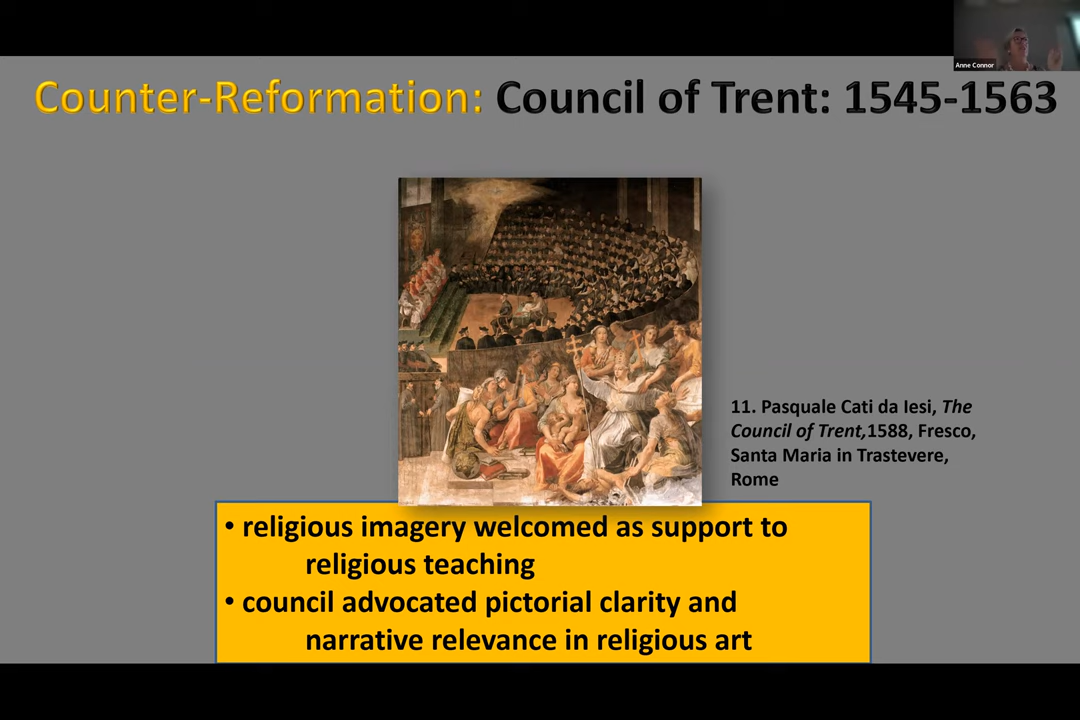 Anne Connor
Counter-Reformation: Council of Trent: 1545-1563
11. Pasquale Cati da Iesi, The
Council of Trent,1588, Fresco,
Santa Maria in Trastevere,
Rome
• religious imagery welcomed as support to
religious teaching
• council advocated pictorial clarity and
narrative relevance in religious art